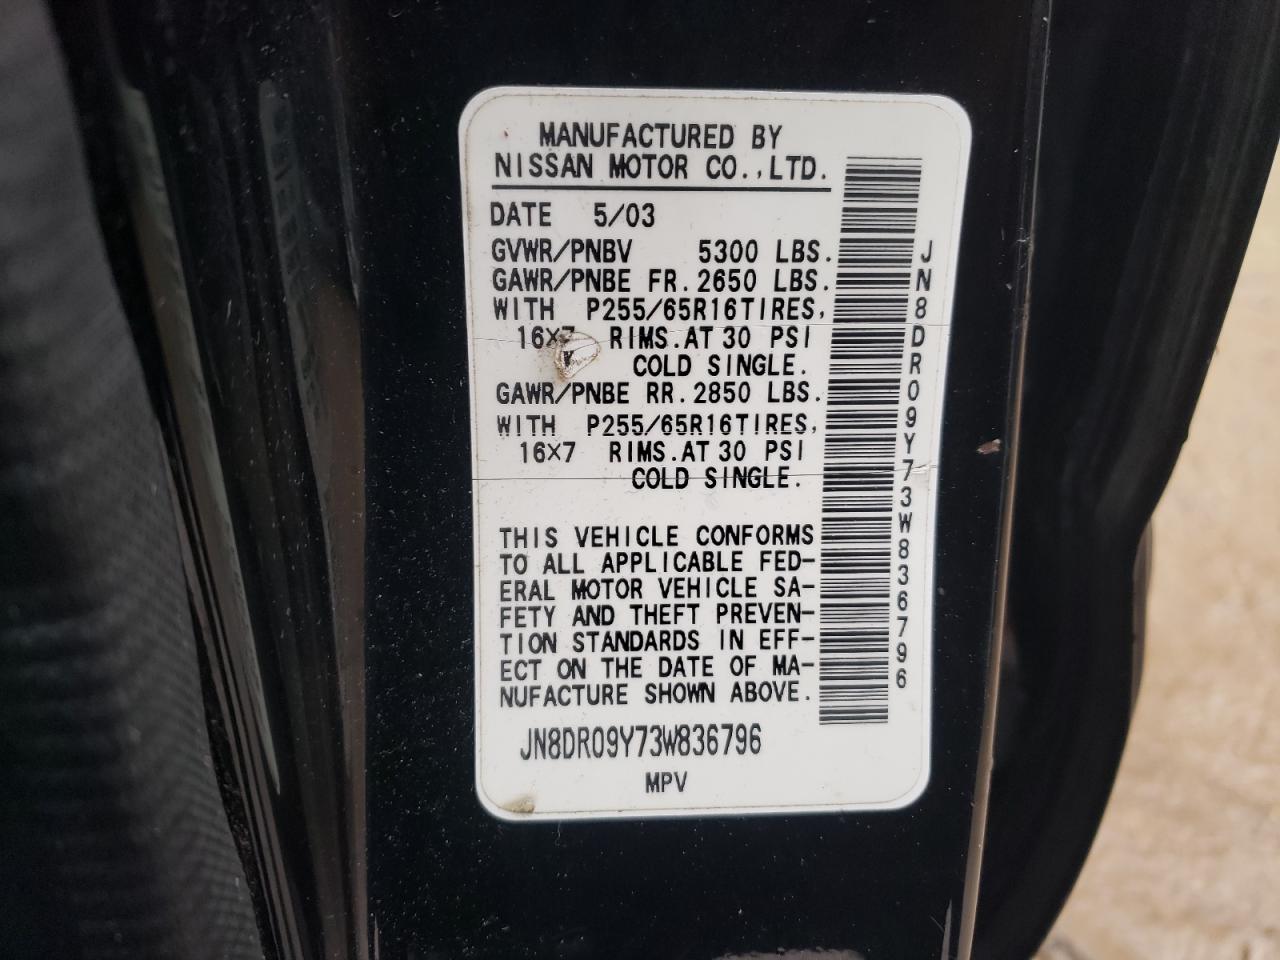 MANUFACTURED BY
NISSAN MOTOR CO.,LTD.
DATE 5/03
GVWR/PNBV 5300 LBS.
GAWR/PNBE FR. 2650 LBS.
WITH P255/65R16TIRES,
16×7 RIMS. AT 30 PSI
COLD SINGLE.
GAWR/PNBE RR. 2850 LBS.
WITH P255/65R16TIRES,
16×7 RIMS. AT 30 PSI
COLD SINGLE.
THIS VEHICLE CONFORMS
TO ALL APPLICABLE FED-
ERAL MOTOR VEHICLE SA-
FETY AND THEFT PREVEN-
TION STANDARDS IN EFF-
ECT ON THE DATE OF MA-
NUFACTURE SHOWN ABOVE.
JN8DR09Y73W836796
MPV
JN8DR09Y73W836796